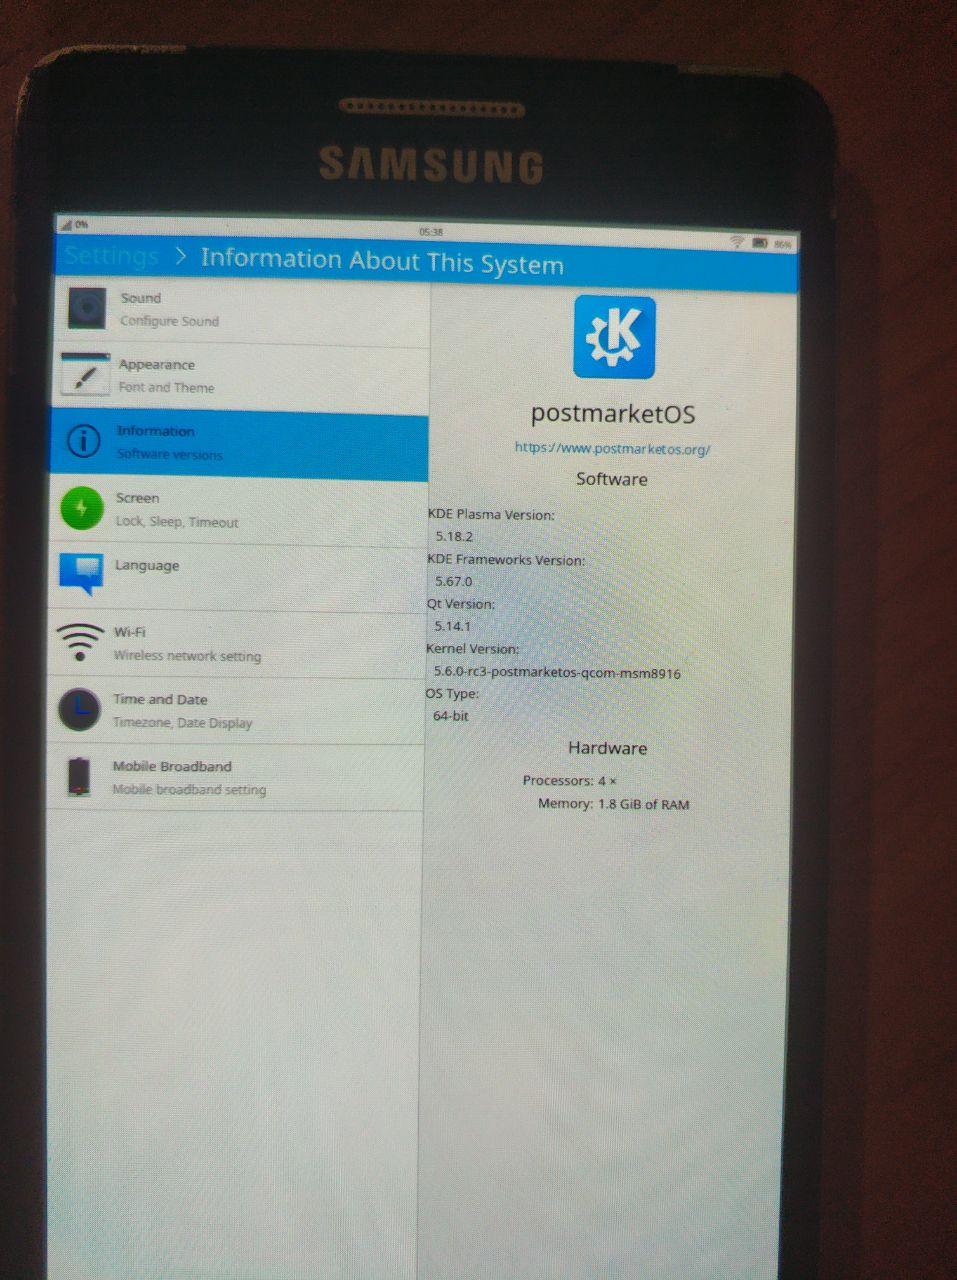 SAMSUNG
0%
05:38
86%
Settings > Information About This System
Sound
Configure Sound
Appearance
Font and Theme
Information
Software versions
Screen
Lock, Sleep, Timeout
Language
Wi-Fi
Wireless network setting
Time and Date
Timezone, Date Display
Mobile Broadband
Mobile broadband setting
K
postmarketOS
https://www.postmarketos.org/
Software
KDE Plasma Version:
5.18.2
KDE Frameworks Version:
5.67.0
Qt Version:
5.14.1
Kernel Version:
5.6.0-rc3-postmarketos-qcom-msm8916
OS Type:
64-bit
Hardware
Processors: 4 ×
Memory: 1.8 GiB of RAM